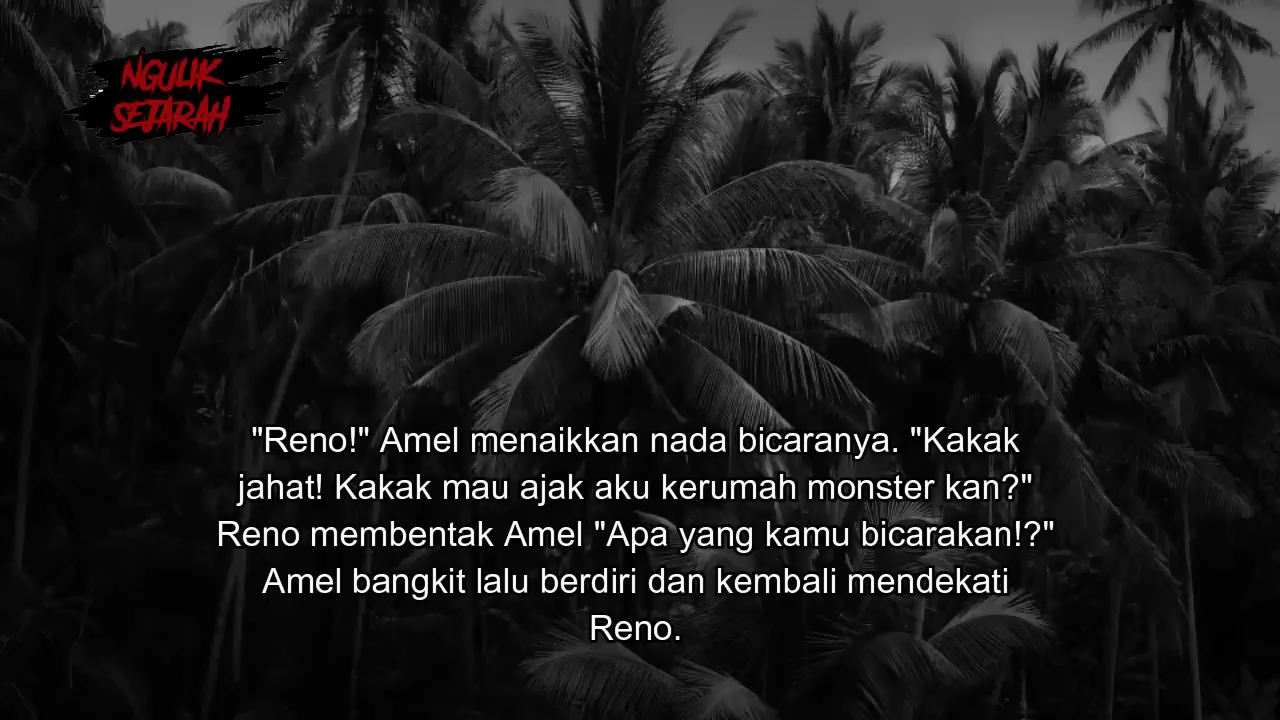 NGULIK
SEJARAH
"Reno!" Amel menaikkan nada bicaranya. "Kakak
jahat! Kakak mau ajak aku kerumah monster kan?"
Reno membentak Amel "Apa yang kamu bicarakan!?"
Amel bangkit lalu berdiri dan kembali mendekati
Reno.